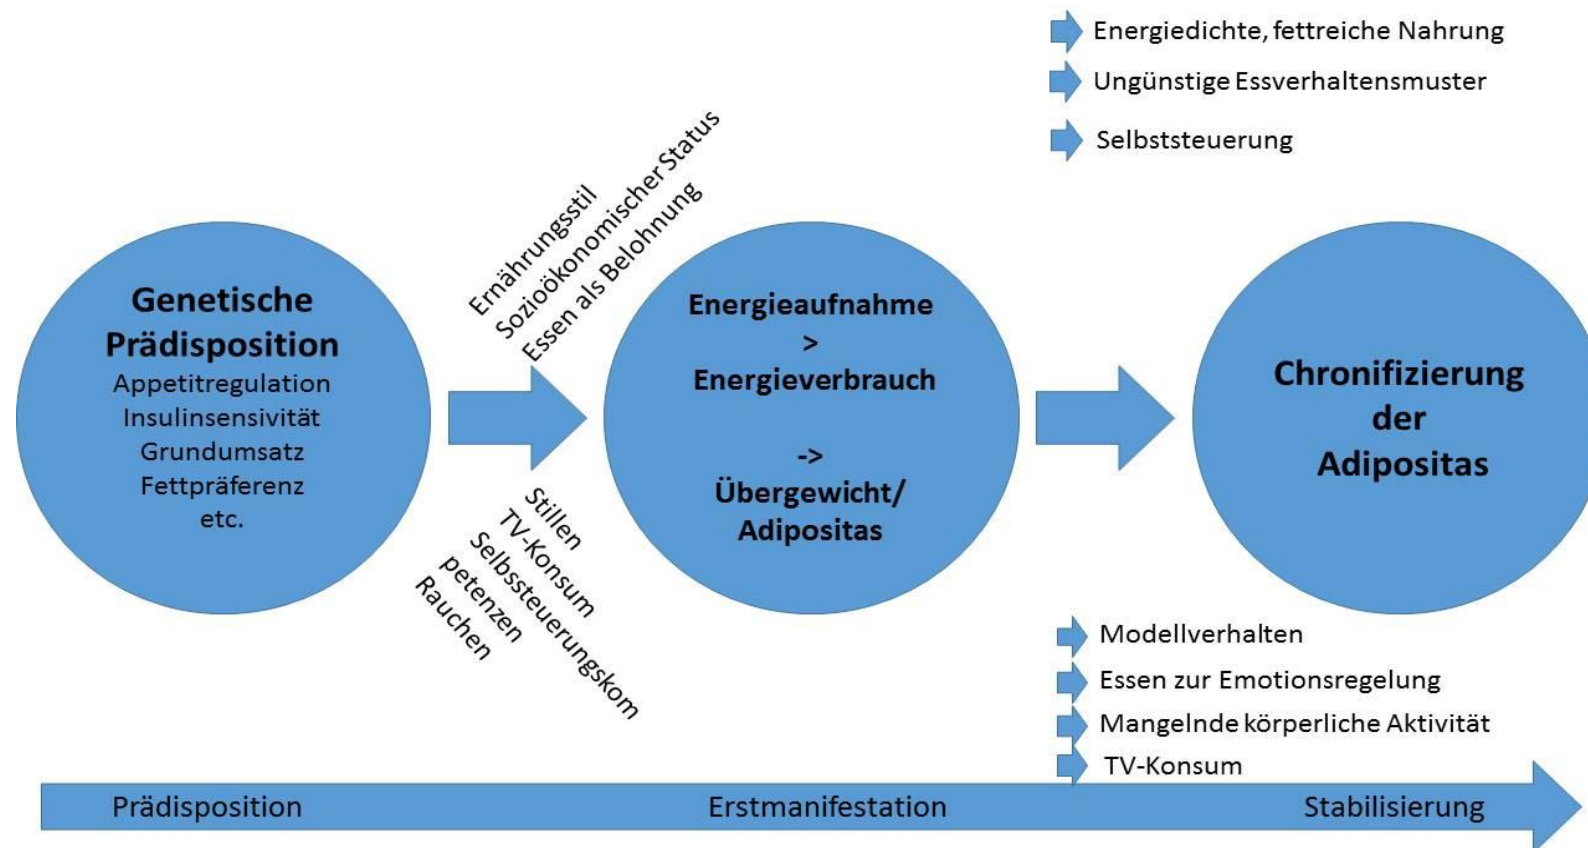 Energiedichte, fettreiche Nahrung
Ungünstige Essverhaltensmuster
Selbststeuerung
Ernährungsstil
Sozioökonomischer Status
Essen als Belohnung
Genetische
Prädisposition
Appetitregulation
Insulinsensivität
Grundumsatz
Fettpräferenz
etc.
Stillen
TV-Konsum
Selbssteuerungskom
petenzen
Rauchen
Energieaufnahme
>
Energieverbrauch
->
Übergewicht/
Adipositas
Chronifizierung
der
Adipositas
Modellverhalten
Essen zur Emotionsregelung
Mangelnde körperliche Aktivität
TV-Konsum
Prädisposition
Erstmanifestation
Stabilisierung